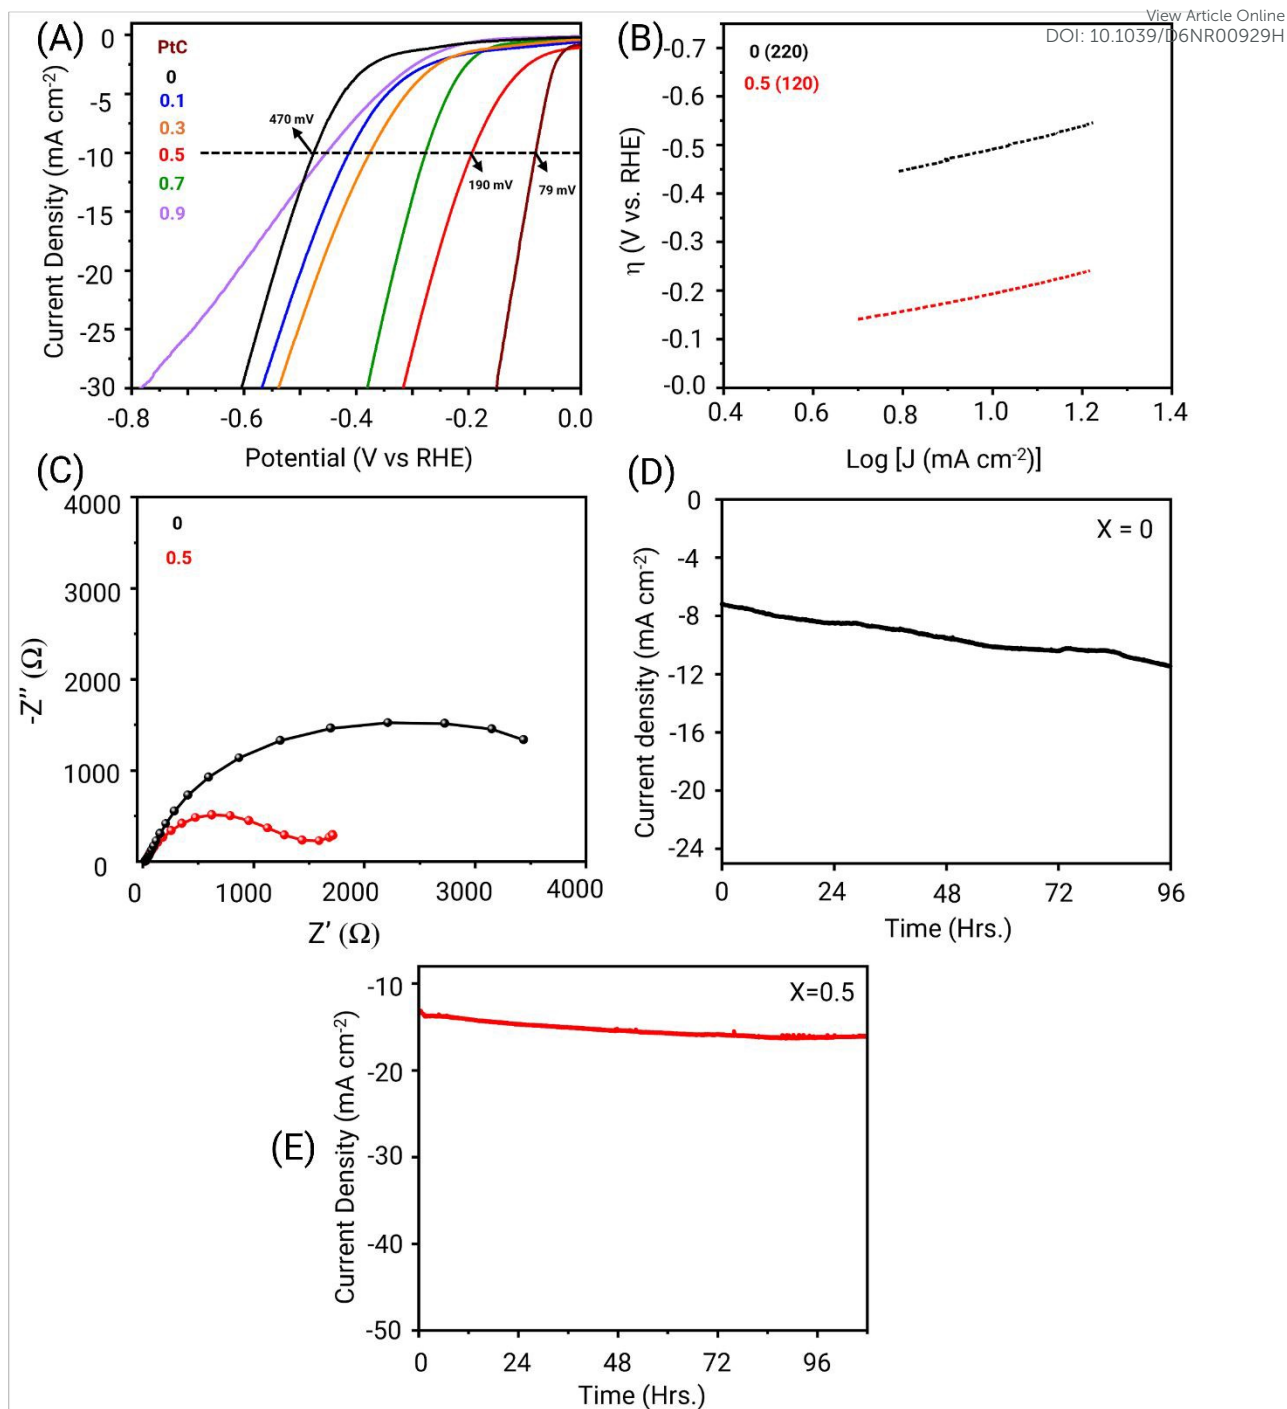 View Article Online
DOI: 10.1039/D6NR00929H
(A)
PtC
0
0.1
0.3
0.5
0.7
0.9
470 mV
190 mV
79 mV
0
-5
-10
-15
-20
-25
-30
Current Density (mA cm-2)
-0.8
-0.6
-0.4
-0.2
0.0
Potential (V vs RHE)
(B)
0 (220)
0.5 (120)
-0.7
-0.6
-0.5
-0.4
-0.3
-0.2
-0.1
-0.0
η (V vs. RHE)
0.4
0.6
0.8
1.0
1.2
1.4
Log [J (mA cm-2)]
(C)
0
0.5
4000
3000
2000
1000
0
-Z'' (Ω)
0
1000
2000
3000
4000
Z' (Ω)
(D)
X = 0
0
-4
-8
-12
-16
-20
-24
Current density (mA cm-2)
0
24
48
72
96
Time (Hrs.)
(E)
X=0.5
-10
-20
-30
-40
-50
Current Density (mA cm-2)
0
24
48
72
96
Time (Hrs.)